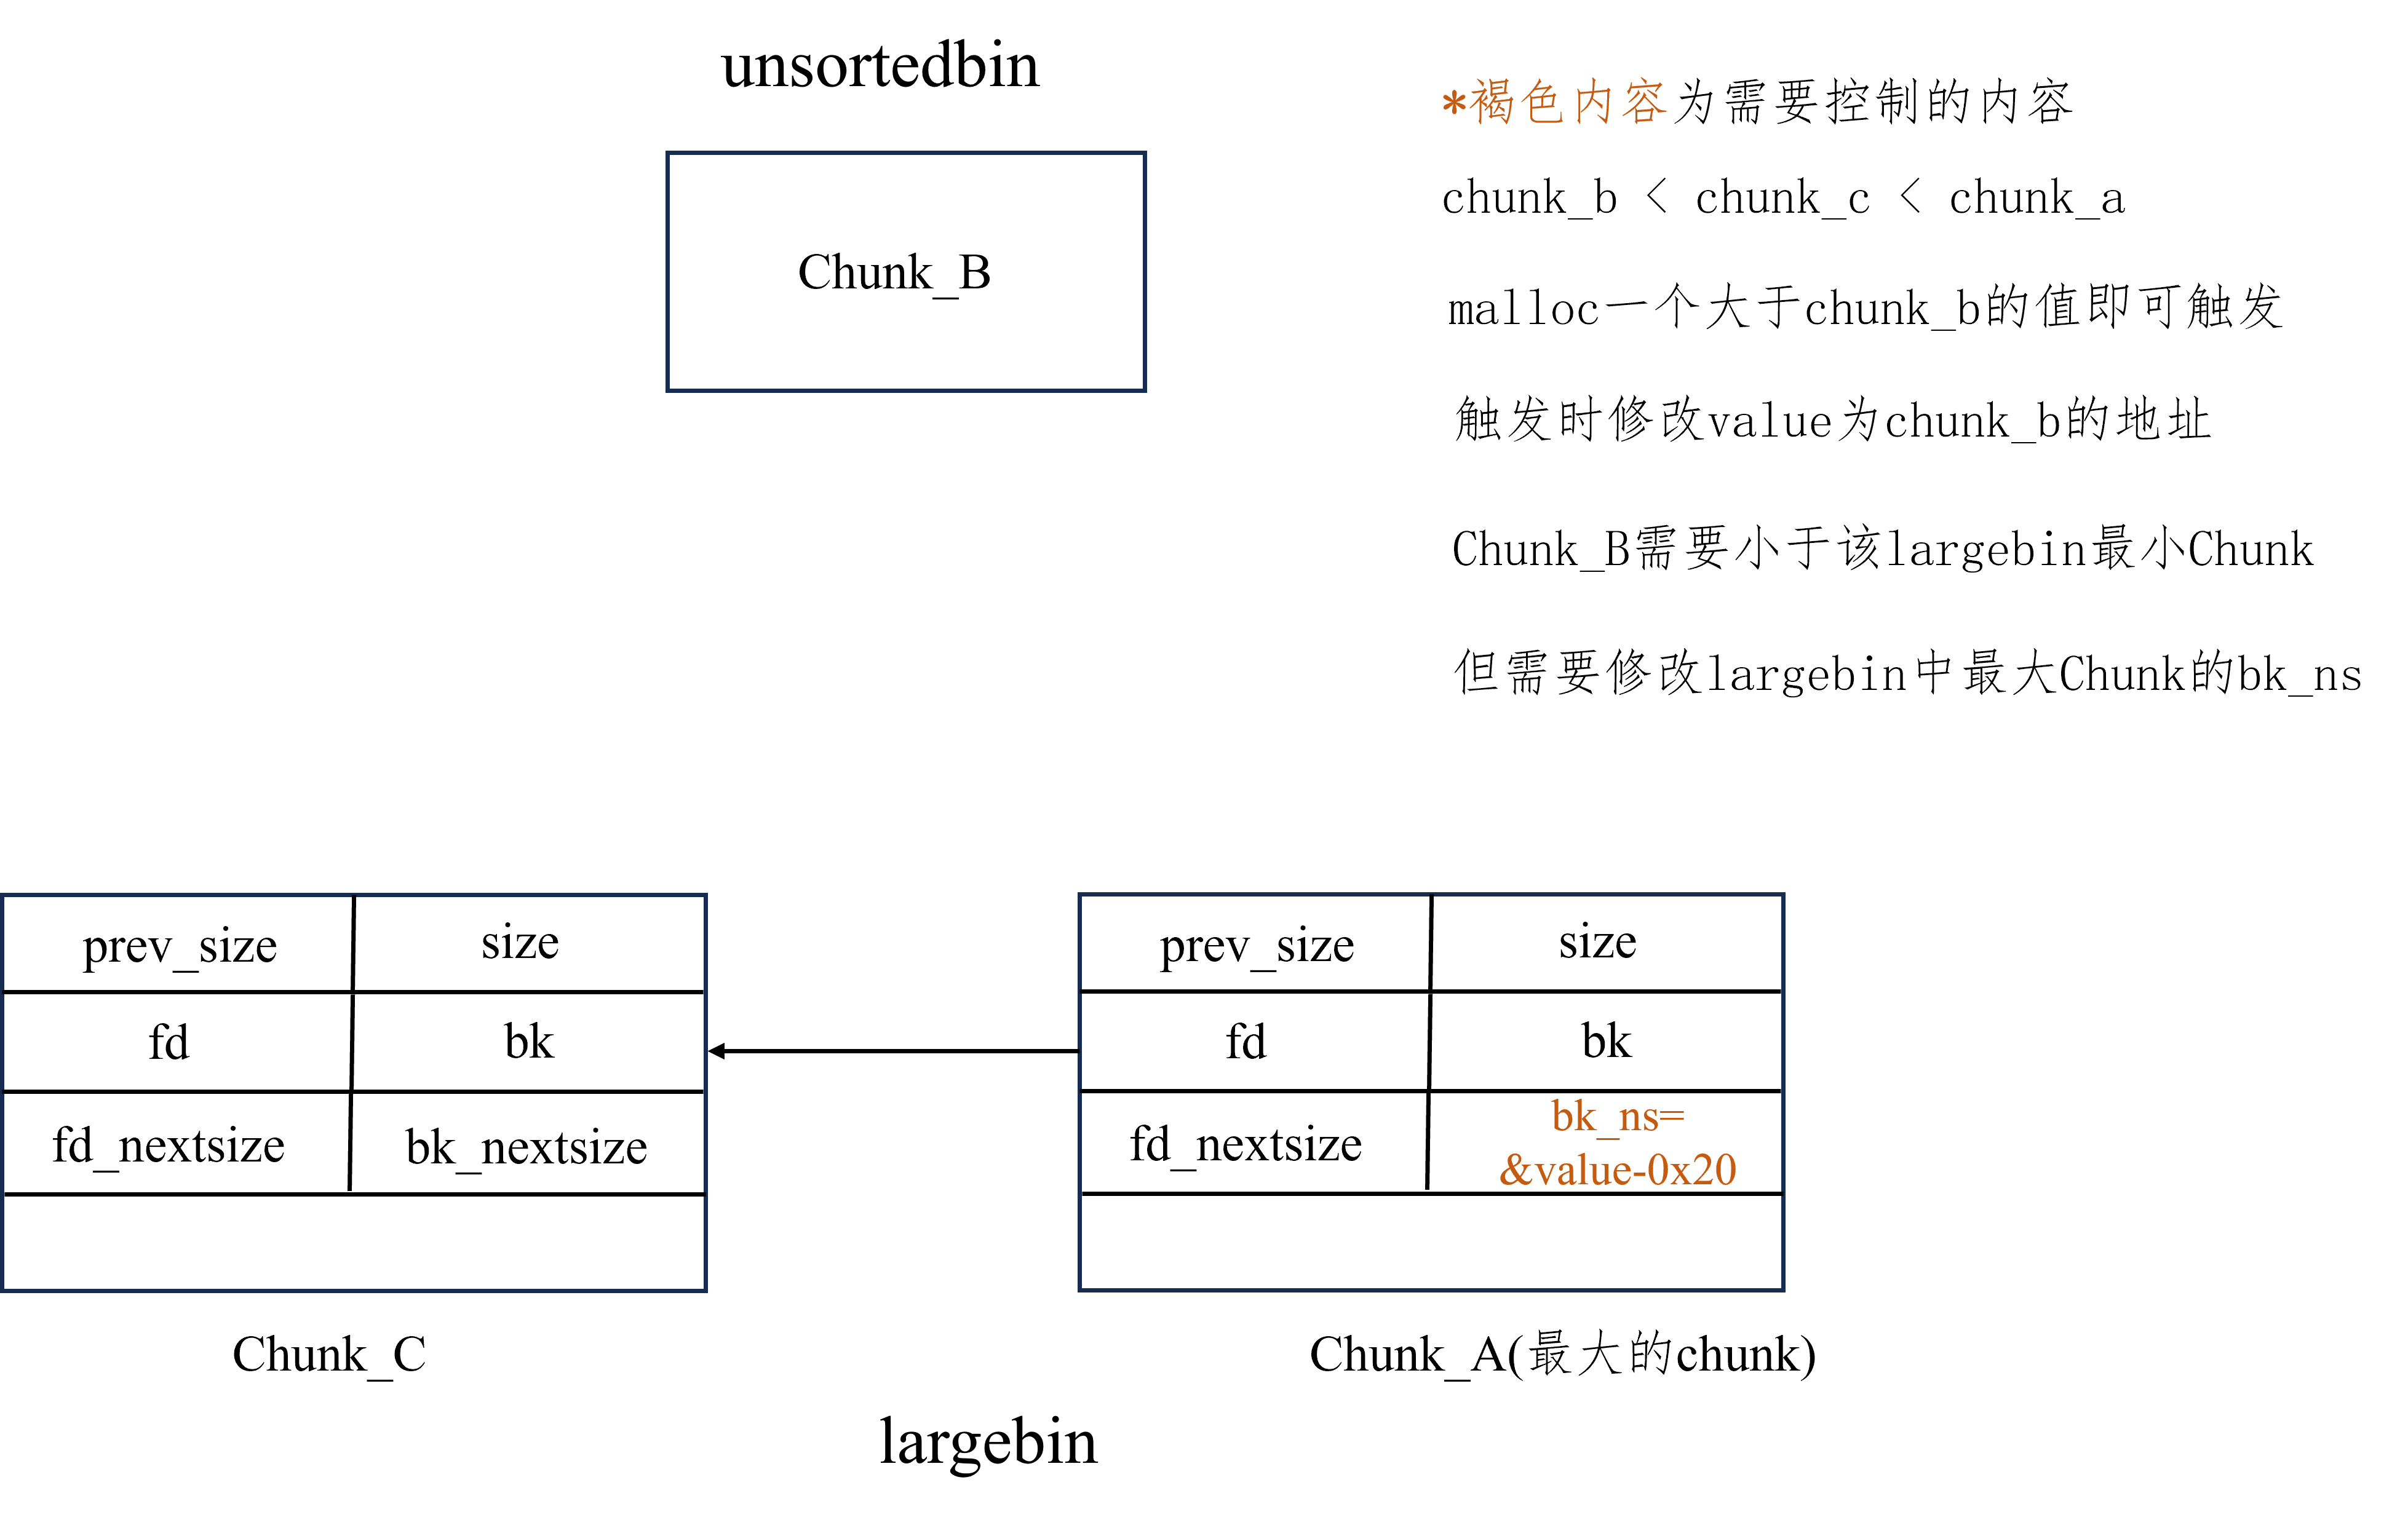 unsortedbin
Chunk_B
*褐色内容为需要控制的内容
chunk_b < chunk_c < chunk_a
malloc一个大于chunk_b的值即可触发
触发时修改value为chunk_b的地址
Chunk_B需要小于该largebin最小Chunk
但需要修改largebin中最大Chunk的bk_ns
prev_size
size
fd
bk
fd_nextsize
bk_nextsize
Chunk_C
prev_size
size
fd
bk
fd_nextsize
bk_ns=
&value-0x20
Chunk_A(最大的chunk)
largebin